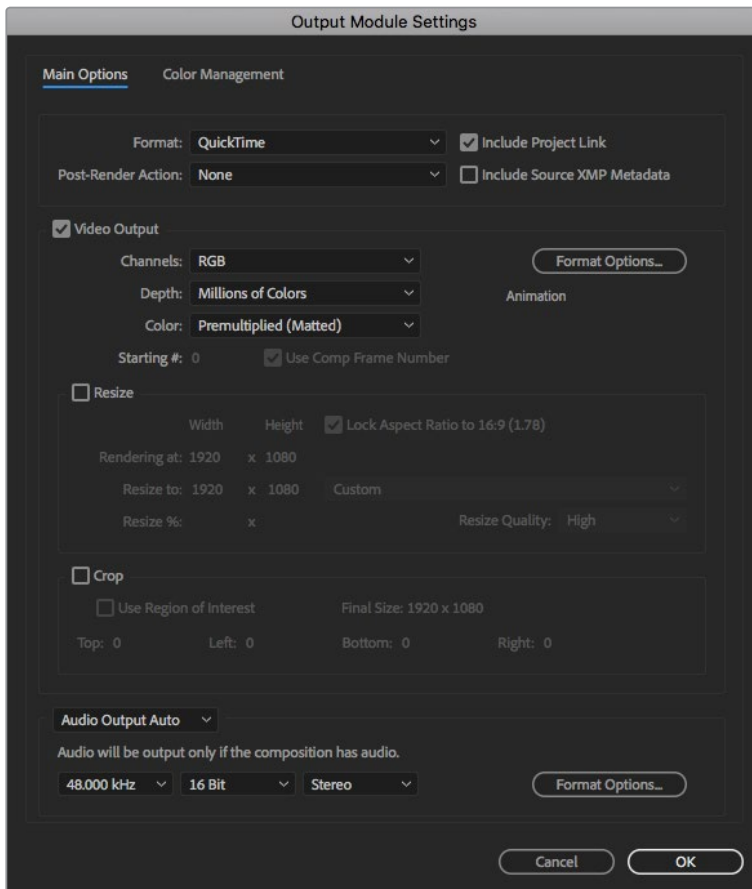 Output Module Settings
Main Options Color Management
Format: QuickTime Include Project Link
Post-Render Action: None Include Source XMP Metadata
Video Output
Channels: RGB Format Options...
Depth: Millions of Colors Animation
Color: Premultiplied (Matted)
Starting #: 0 Use Comp Frame Number
Resize
Width Height Lock Aspect Ratio to 16:9 (1.78)
Rendering at: 1920 x 1080
Resize to: 1920 x 1080 Custom
Resize %: x Resize Quality: High
Crop
Use Region of Interest Final Size: 1920 x 1080
Top: 0 Left: 0 Bottom: 0 Right: 0
Audio Output Auto
Audio will be output only if the composition has audio.
48.000 kHz 16 Bit Stereo Format Options...
Cancel OK